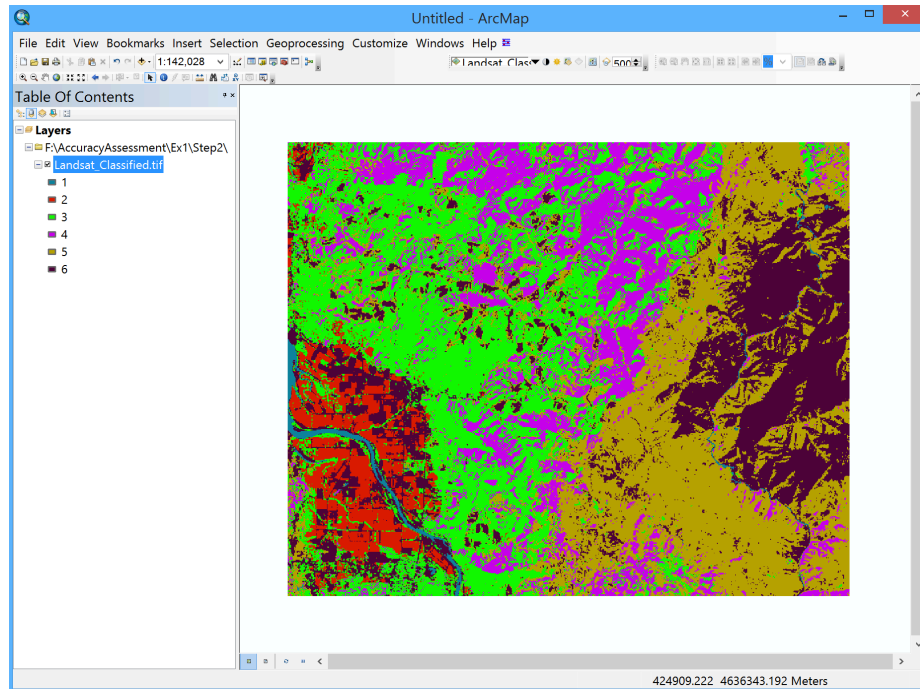 Untitled - ArcMap
File Edit View Bookmarks Insert Selection Geoprocessing Customize Windows Help
1:142,028
Landsat_Class
500
Table Of Contents
Layers
F:\AccuracyAssessment\Ex1\Step2\
Landsat_Classified.tif
1
2
3
4
5
6
424909.222 4636343.192 Meters